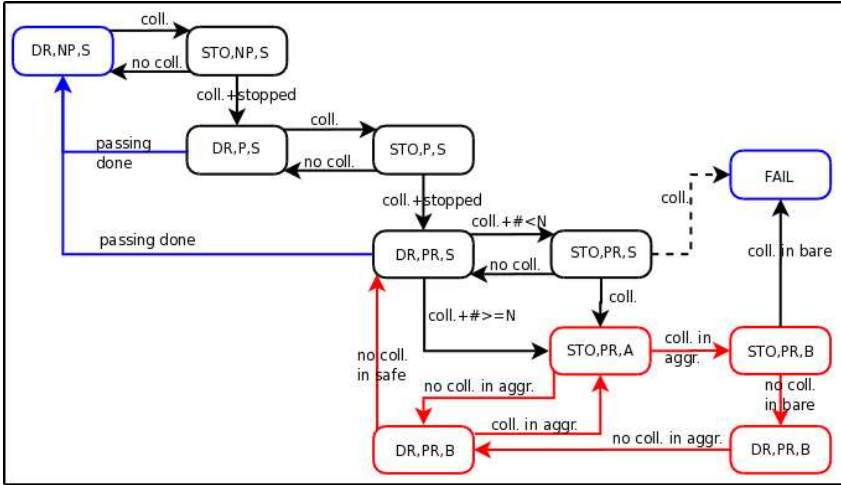 coll.
DR,NP,S
STO,NP,S
no coll.
coll.+stopped
coll.
passing
done
DR,P,S
STO,P,S
no coll.
FAIL
coll.
coll.+stopped
coll.+#<N
passing done
DR,PR,S
STO,PR,S
no coll.
coll. in bare
coll.
coll.+#>=N
no coll.
in safe
STO,PR,A
coll. in
aggr.
STO,PR,B
no coll. in aggr.
no coll.
in bare
coll. in aggr.
no coll. in aggr.
DR,PR,B
DR,PR,B